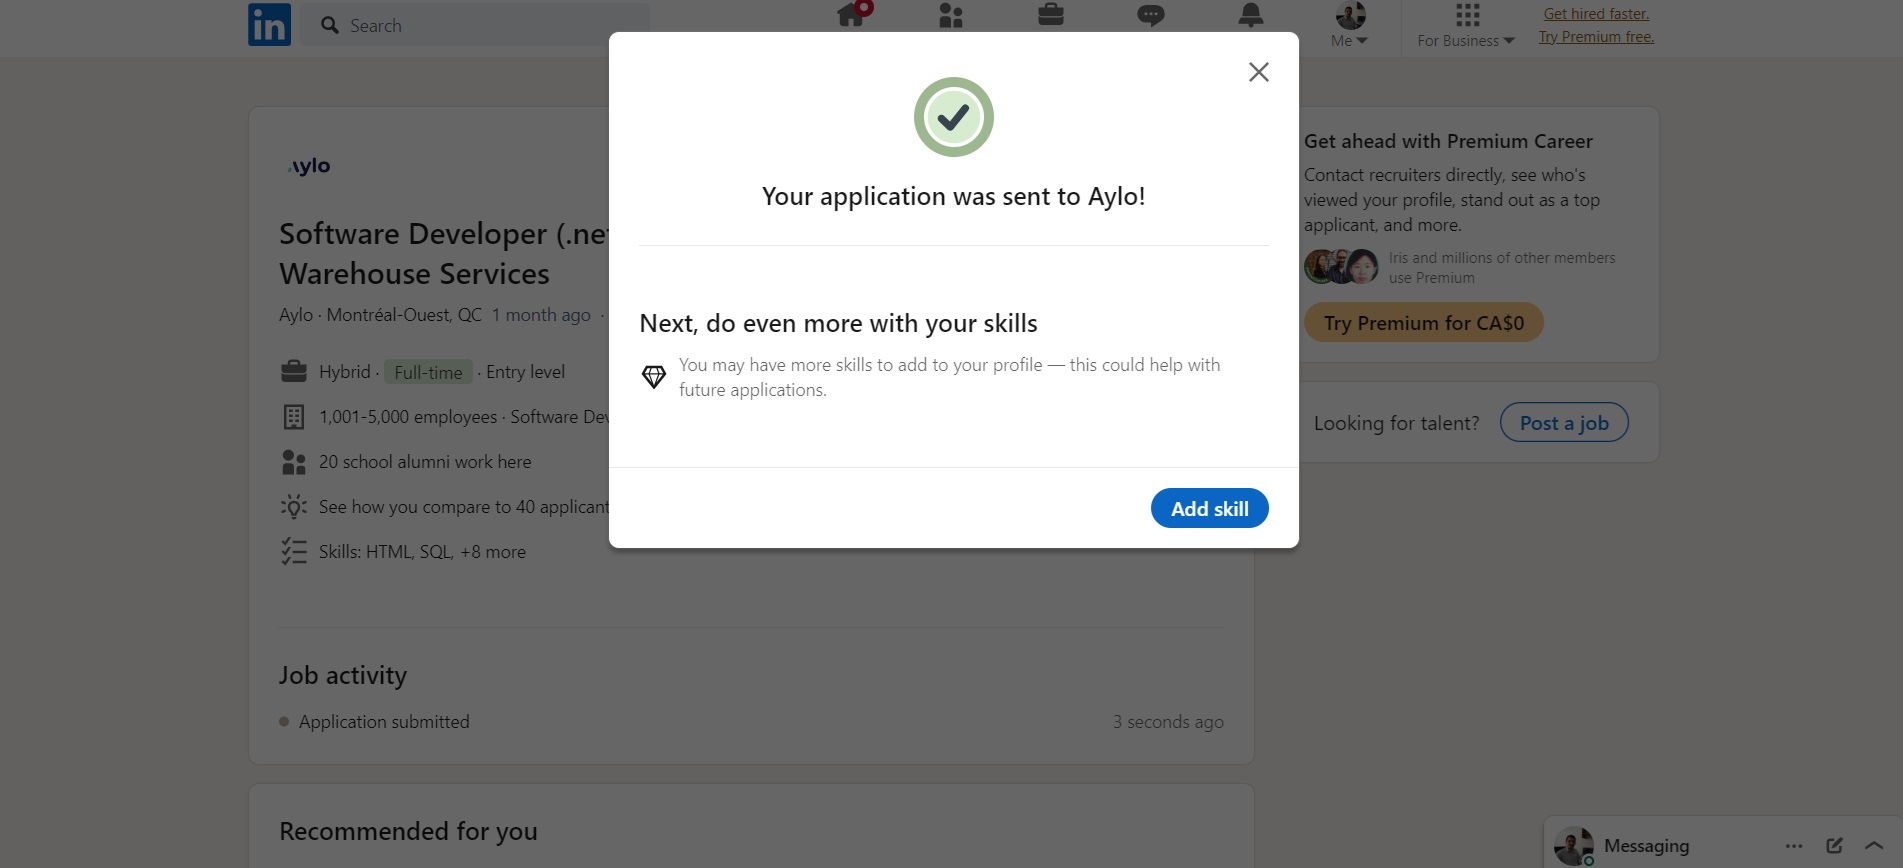 in
Search
Me
For Business
Get hired faster.
Try Premium free.
Your application was sent to Aylo!
Next, do even more with your skills
You may have more skills to add to your profile — this could help with
future applications.
Add skill
Aylo
Software Developer (.net
Warehouse Services
Aylo · Montréal-Ouest, QC 1 month ago ·
Hybrid · Full-time · Entry level
1,001-5,000 employees · Software Dev
20 school alumni work here
See how you compare to 40 applicant
Skills: HTML, SQL, +8 more
Job activity
Application submitted
3 seconds ago
Recommended for you
Get ahead with Premium Career
Contact recruiters directly, see who's
viewed your profile, stand out as a top
applicant, and more.
Iris and millions of other members
use Premium
Try Premium for CA$0
Looking for talent?
Post a job
Messaging